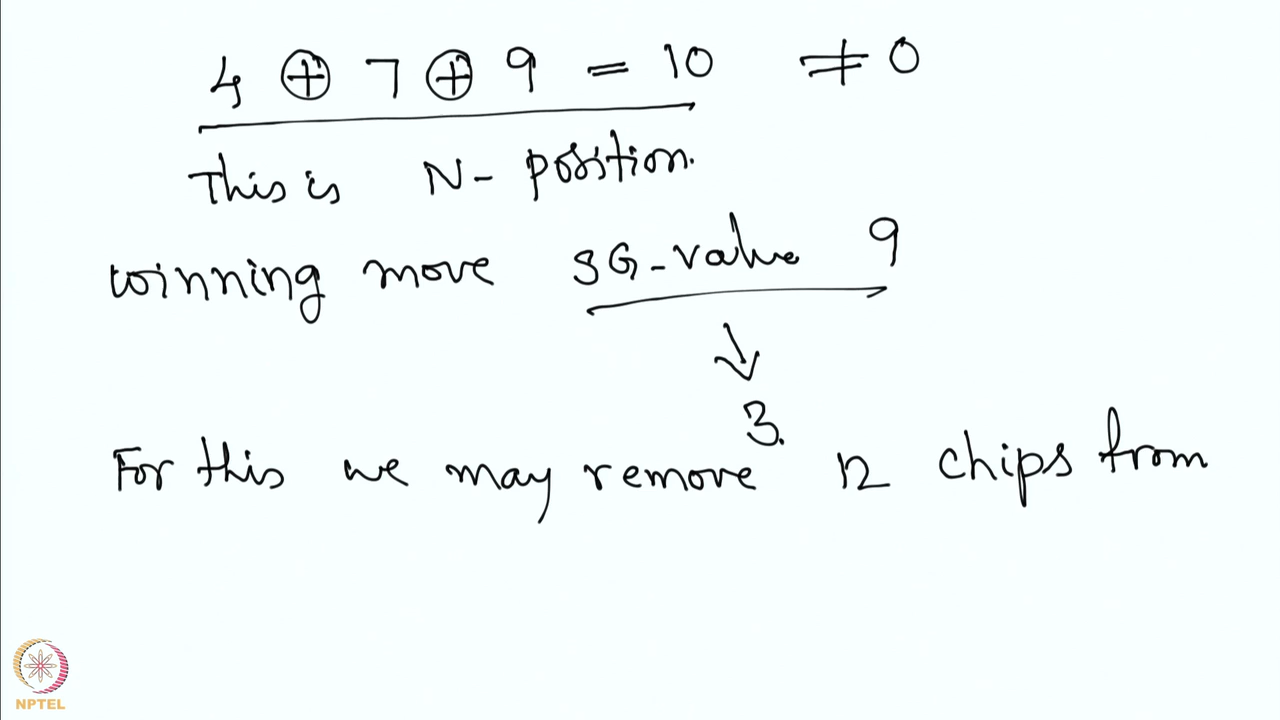 4 ⊕ 7 ⊕ 9 = 10 ≠ 0
This is N- position.
winning move SG-value 9
↓
3.
For this we may remove 12 chips from
NPTEL